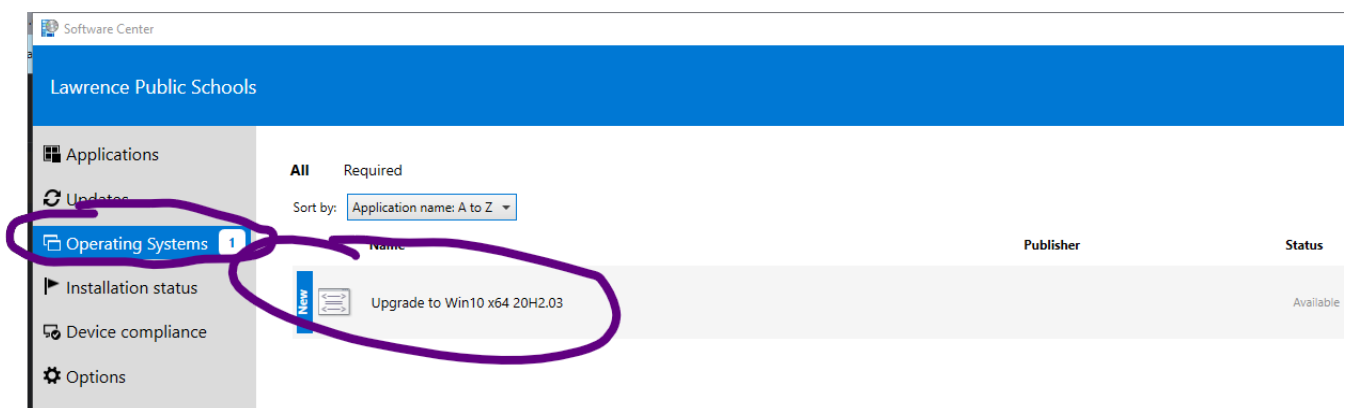 Software Center
Lawrence Public Schools
Applications
Updates
Operating Systems 1
Installation status
Device compliance
Options
All Required
Sort by: Application name: A to Z
Name Publisher Status
New Upgrade to Win10 x64 20H2.03 Available